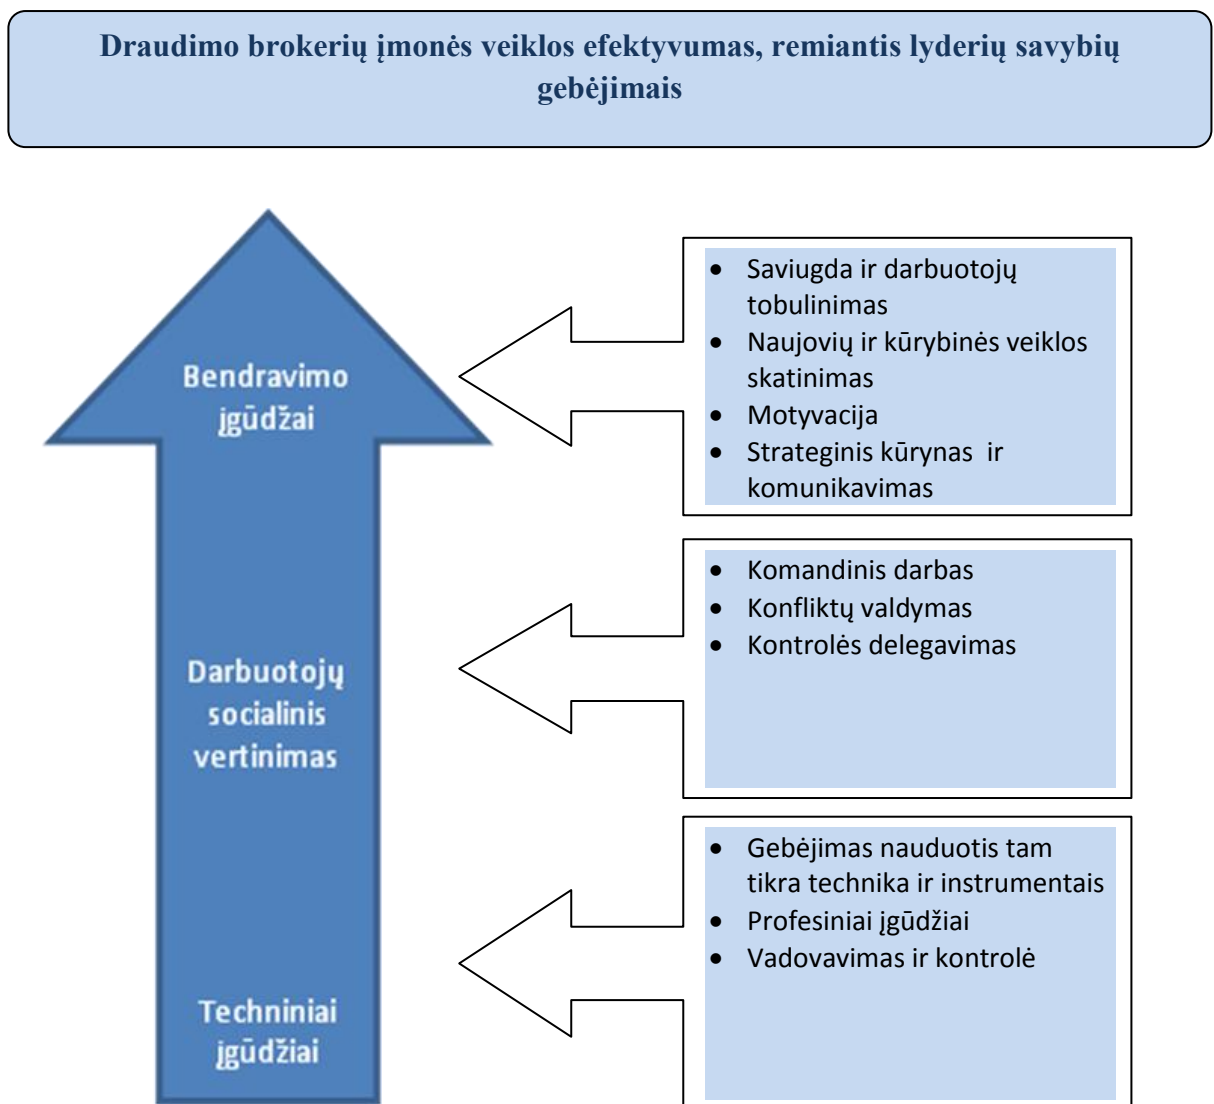 Draudimo brokerių įmonės veiklos efektyvumas, remiantis lyderių savybių
gebėjimais
Bendravimo
įgūdžai
• Saviugda ir darbuotojų
tobulinimas
• Naujovių ir kūrybinės veiklos
skatinimas
• Motyvacija
• Strateginis kūrynas ir
komunikavimas
Darbuotojų
socialinis
vertinimas
• Komandinis darbas
• Konfliktų valdymas
• Kontrolės delegavimas
Techniniai
įgūdžiai
• Gebėjimas nauduotis tam
tikra technika ir instrumentais
• Profesiniai įgūdžiai
• Vadovavimas ir kontrolė